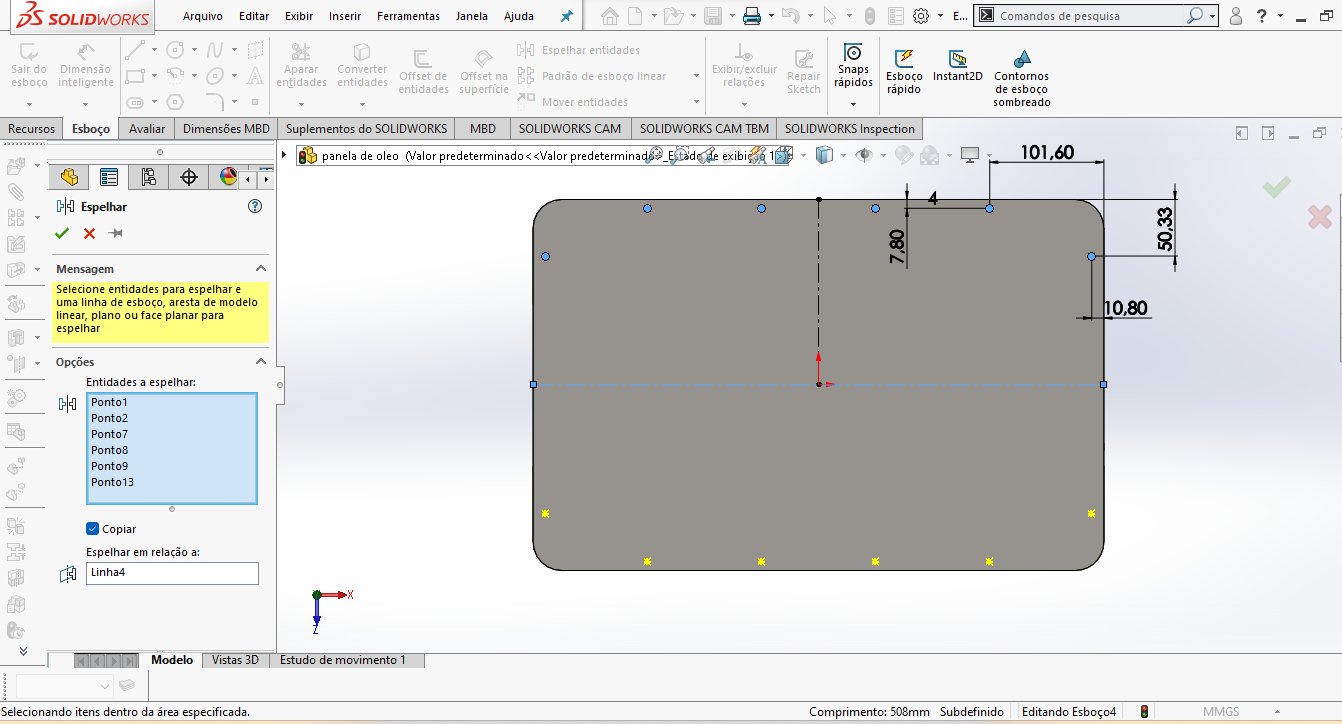 SOLIDWORKS
Arquivo Editar Exibir Inserir Ferramentas Janela Ajuda E... Comandos de pesquisa ?
Sair do esboço
Dimensão inteligente
Aparar entidades
Converter entidades
Offset de entidades
Offset na superfície
Espelhar entidades
Padrão de esboço linear
Mover entidades
Exibir/excluir relações
Repair Sketch
Snaps rápidos
Esboço rápido
Instant2D
Contornos de esboço sombreado
Recursos Esboço Avaliar Dimensões MBD Suplementos do SOLIDWORKS MBD SOLIDWORKS CAM SOLIDWORKS CAM TBM SOLIDWORKS Inspection
panela de oleo (Valor predeterminado<<Valor predeterminado>_Estado de exibição 1
Espelhar
Mensagem
Selecione entidades para espelhar e
uma linha de esboço, aresta de modelo
linear, plano ou face planar para
espelhar
Opções
Entidades a espelhar:
Ponto1
Ponto2
Ponto7
Ponto8
Ponto9
Ponto13
Copiar
Espelhar em relação a:
Linha4
101,60
4
7,80
50,33
10,80
X
Z
Modelo Vistas 3D Estudo de movimento 1
Selecionando itens dentro da área especificada. Comprimento: 508mm Subdefinido Editando Esboço4 MMGS